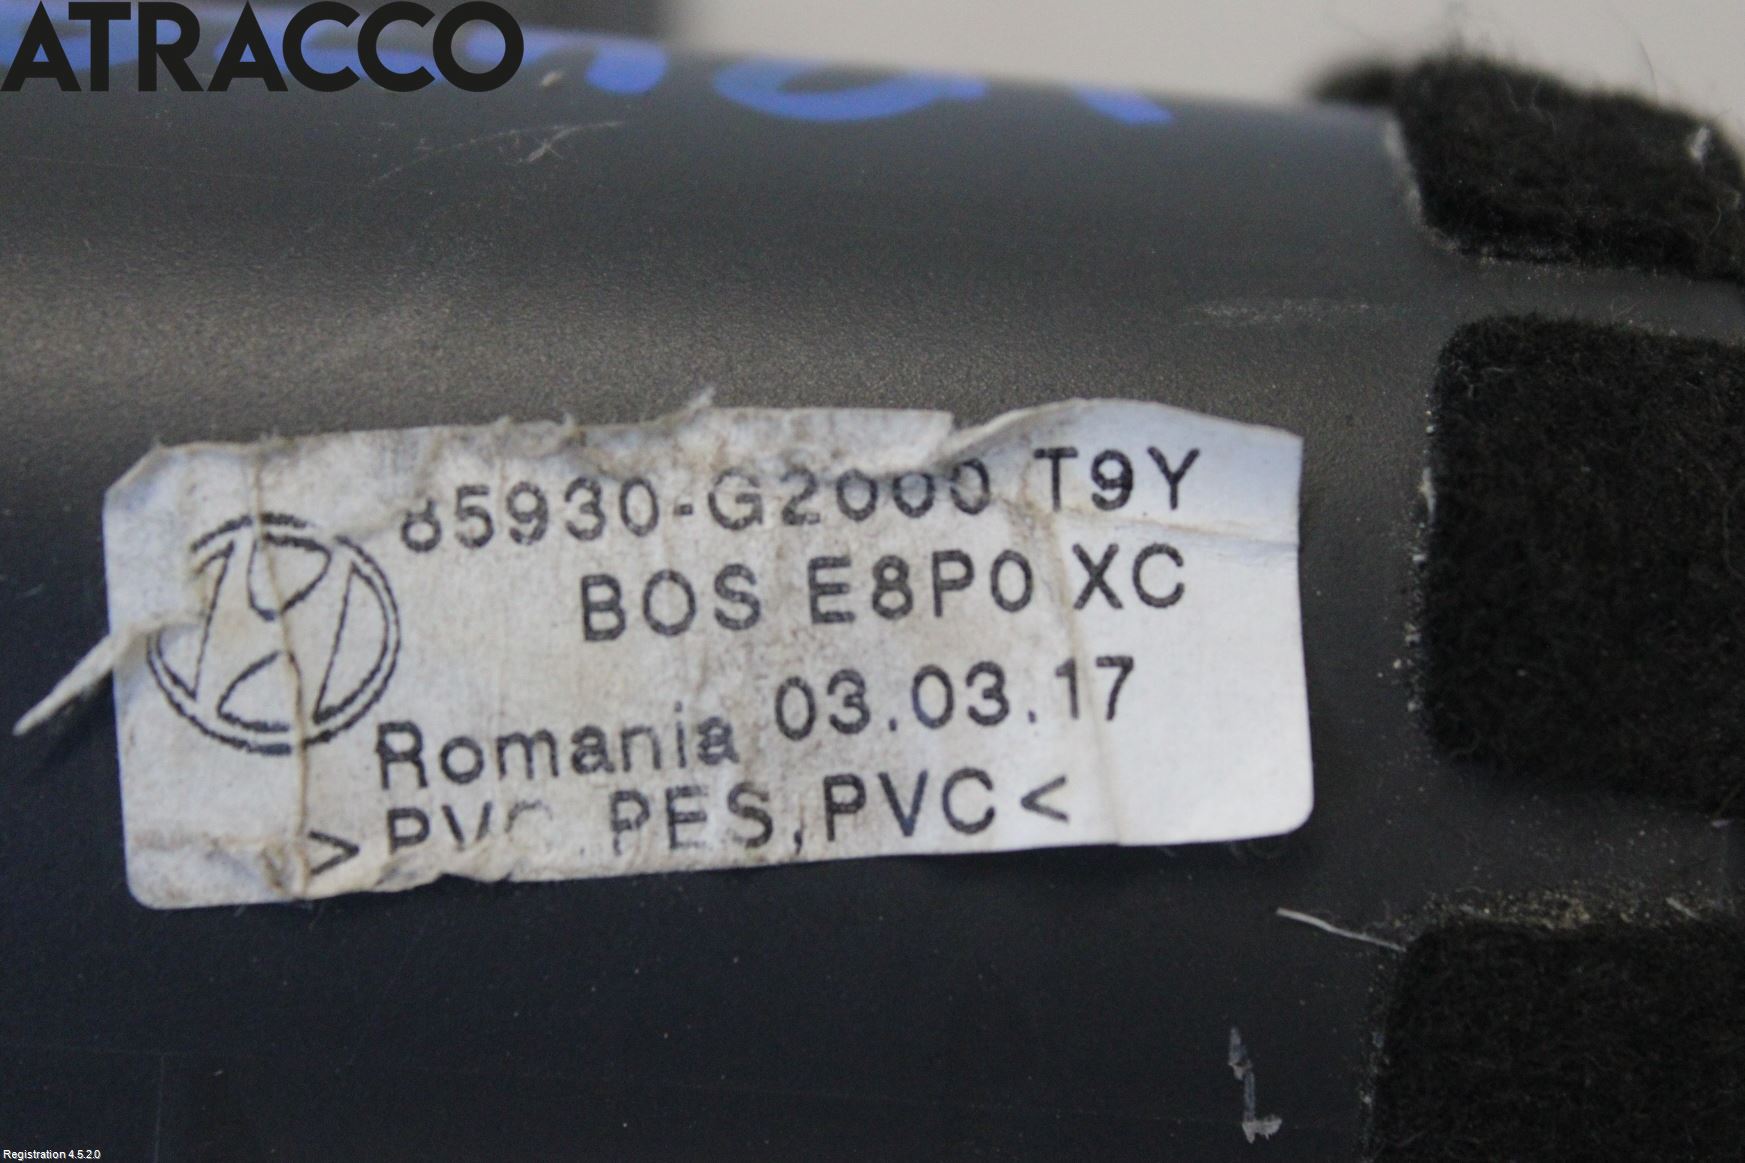 ATRACCO
85930-G2000 T9Y
BOS E8P0 XC
Romania 03.03.17
>PVC,PES,PVC<
Registration 4.5.2.0